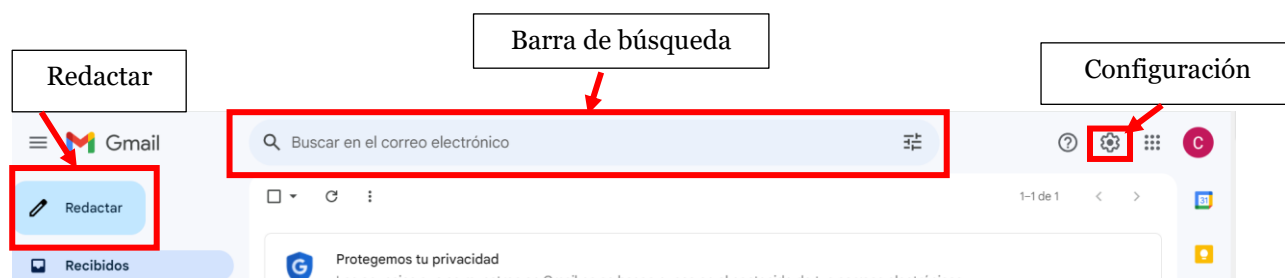 Barra de búsqueda
Redactar
Configuración
Gmail
Buscar en el correo electrónico
C
Redactar
1–1 de 1
31
Recibidos
G
Protegemos tu privacidad